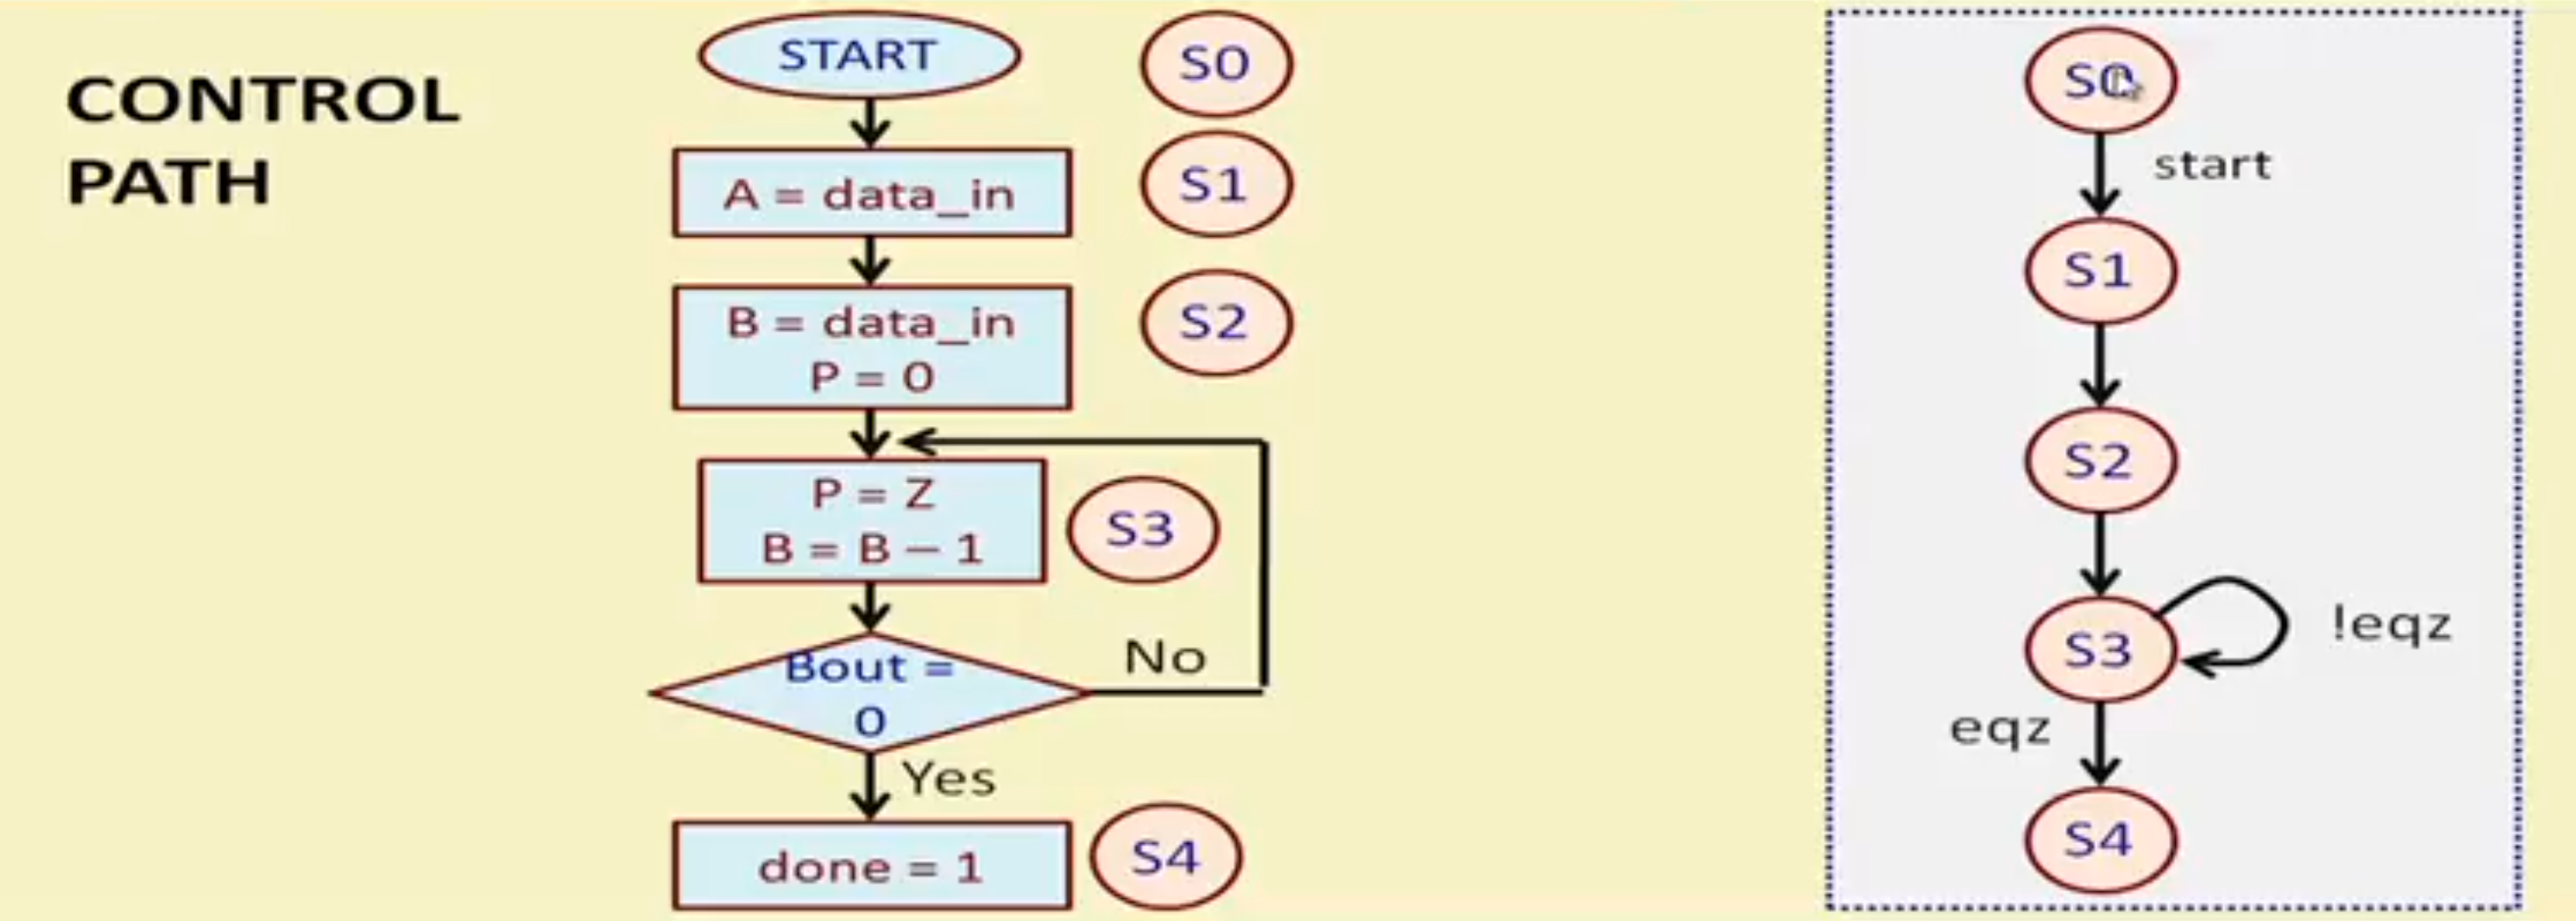 CONTROL
PATH
START
S0
A = data_in
S1
B = data_in
P = 0
S2
P = Z
B = B – 1
S3
Bout =
0
No
Yes
done = 1
S4
S0
start
S1
S2
S3
!eqz
eqz
S4